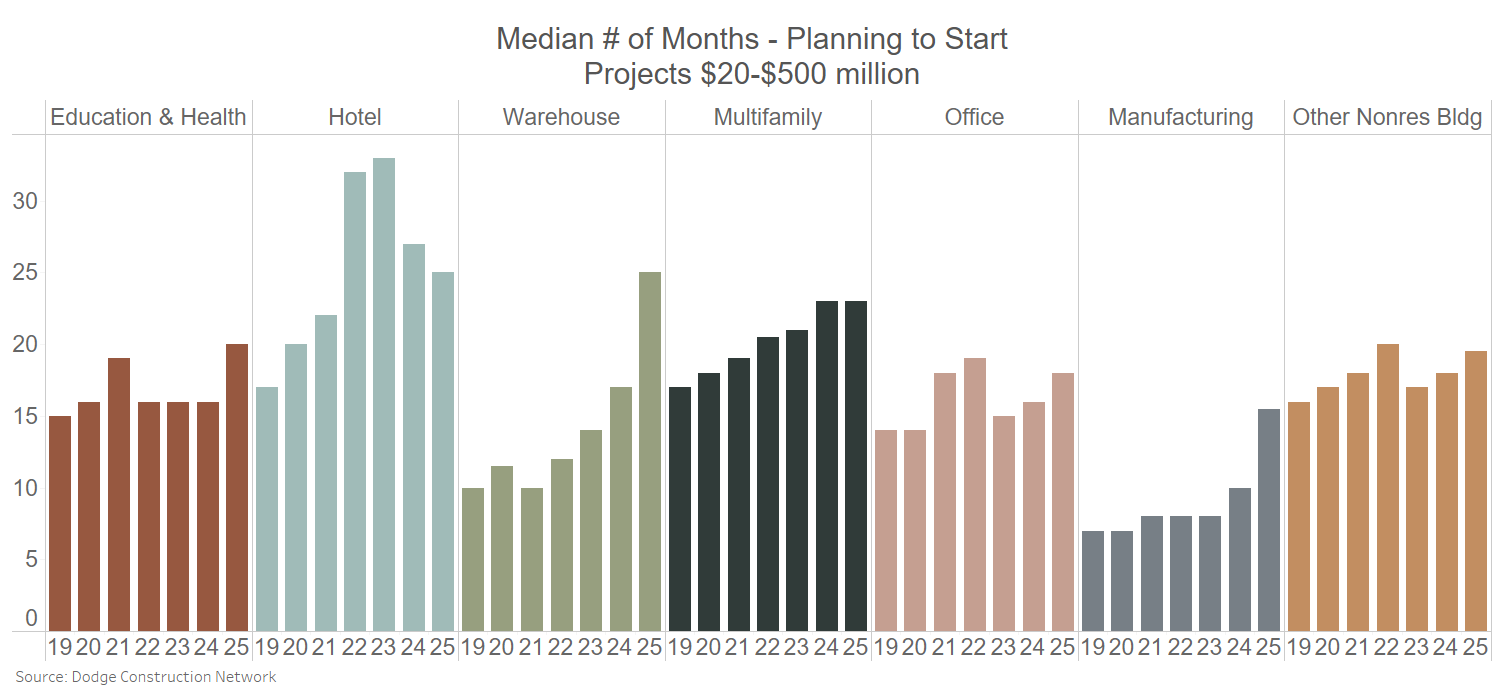 Median # of Months - Planning to Start
Projects $20-$500 million
Education & Health Hotel Warehouse Multifamily Office Manufacturing Other Nonres Bldg
30
25
20
15
10
5
0
19 20 21 22 23 24 25 19 20 21 22 23 24 25 19 20 21 22 23 24 25 19 20 21 22 23 24 25 19 20 21 22 23 24 25 19 20 21 22 23 24 25 19 20 21 22 23 24 25
Source: Dodge Construction Network